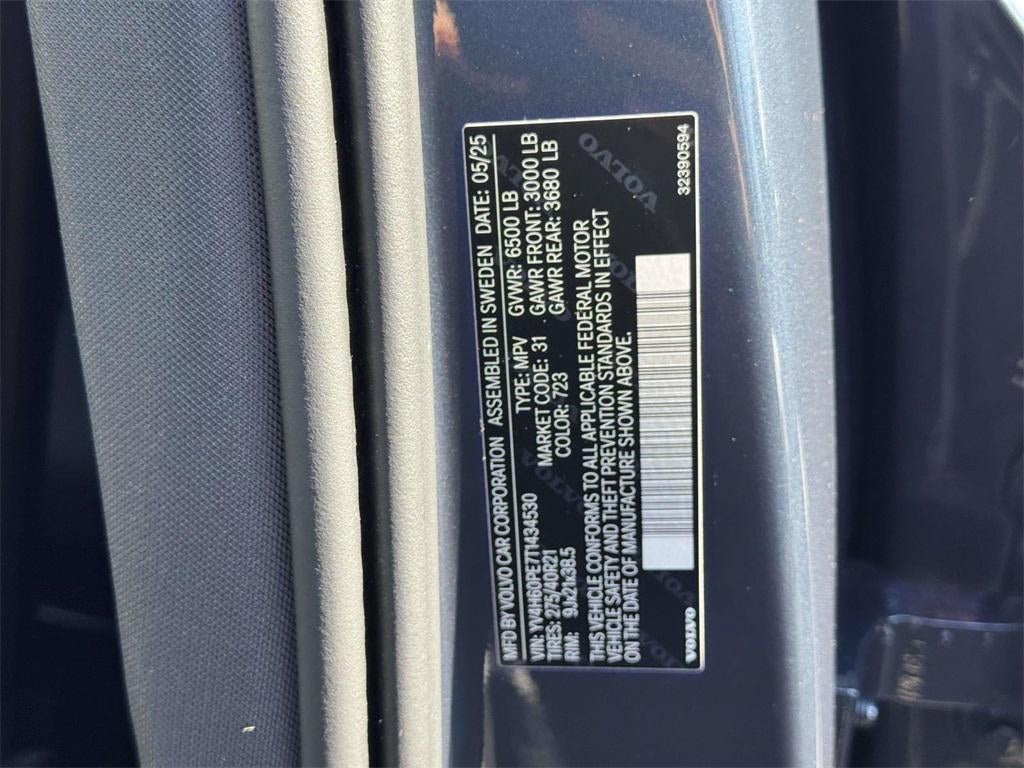 MFD BY VOLVO CAR CORPORATION ASSEMBLED IN SWEDEN DATE: 05/25
VIN: YV4H60PE7T1434530 TYPE: MPV GVWR: 6500 LB
TIRES: 275/40R21 MARKET CODE: 31 GAWR FRONT: 3000 LB
RIM: 9Jx21x38.5 COLOR: 723 GAWR REAR: 3680 LB
THIS VEHICLE CONFORMS TO ALL APPLICABLE FEDERAL MOTOR
VEHICLE SAFETY AND THEFT PREVENTION STANDARDS IN EFFECT
ON THE DATE OF MANUFACTURE SHOWN ABOVE.
VOLVO 32390594